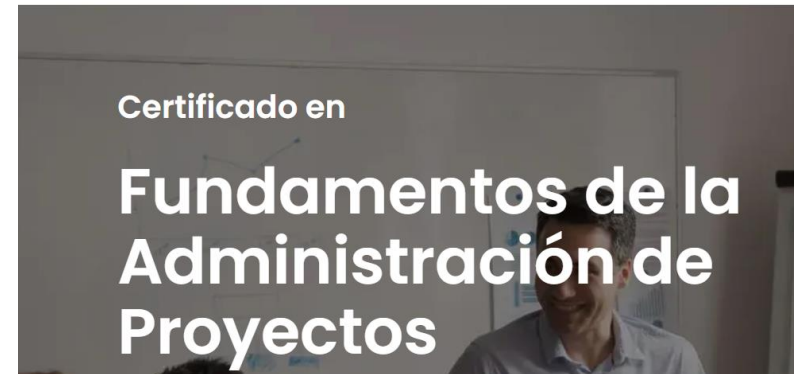 Certificado en
Fundamentos de la
Administración de
Proyectos